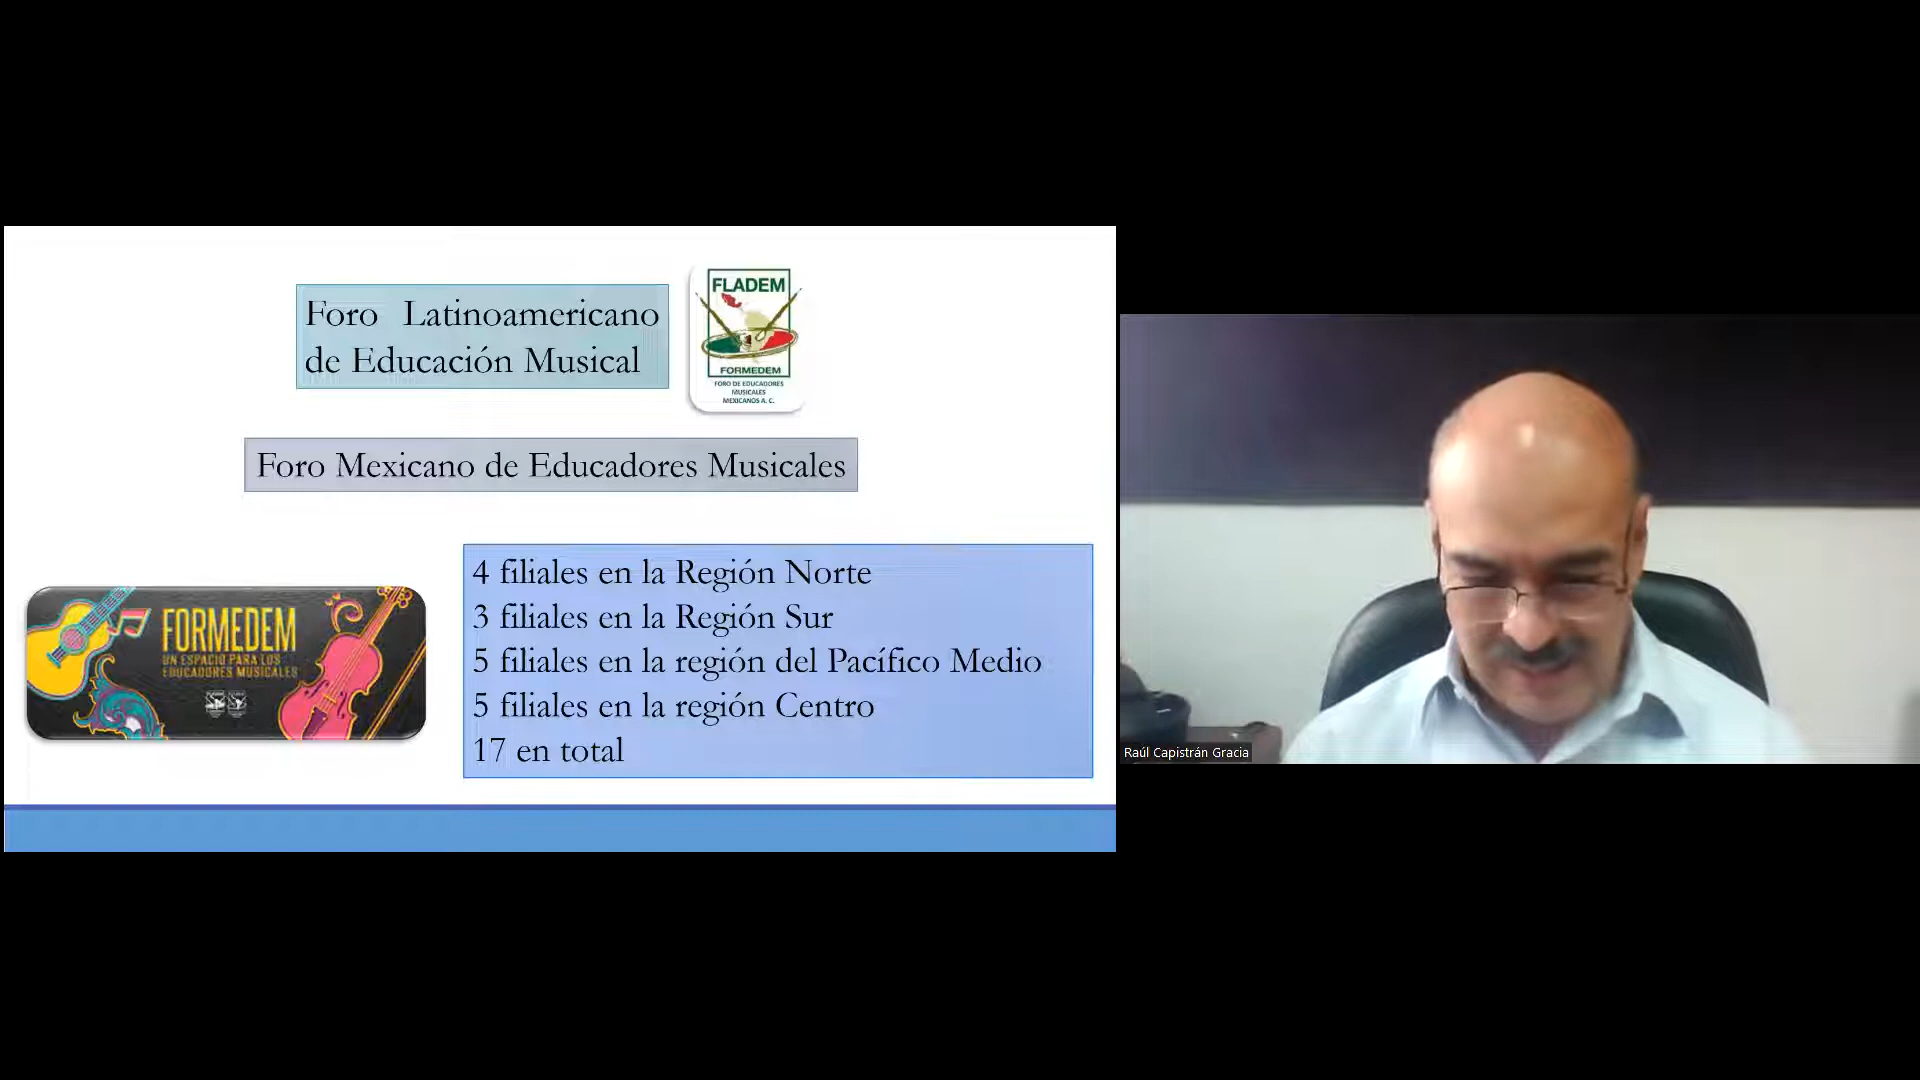 Foro Latinoamericano
de Educación Musical
FLADEM
FORMEDEM
FORO DE EDUCADORES
MUSICALES
MEXICANOS A. C.
Foro Mexicano de Educadores Musicales
FORMEDEM
UN ESPACIO PARA LOS
EDUCADORES MUSICALES
4 filiales en la Región Norte
3 filiales en la Región Sur
5 filiales en la región del Pacífico Medio
5 filiales en la región Centro
17 en total
Raúl Capistrán Gracia